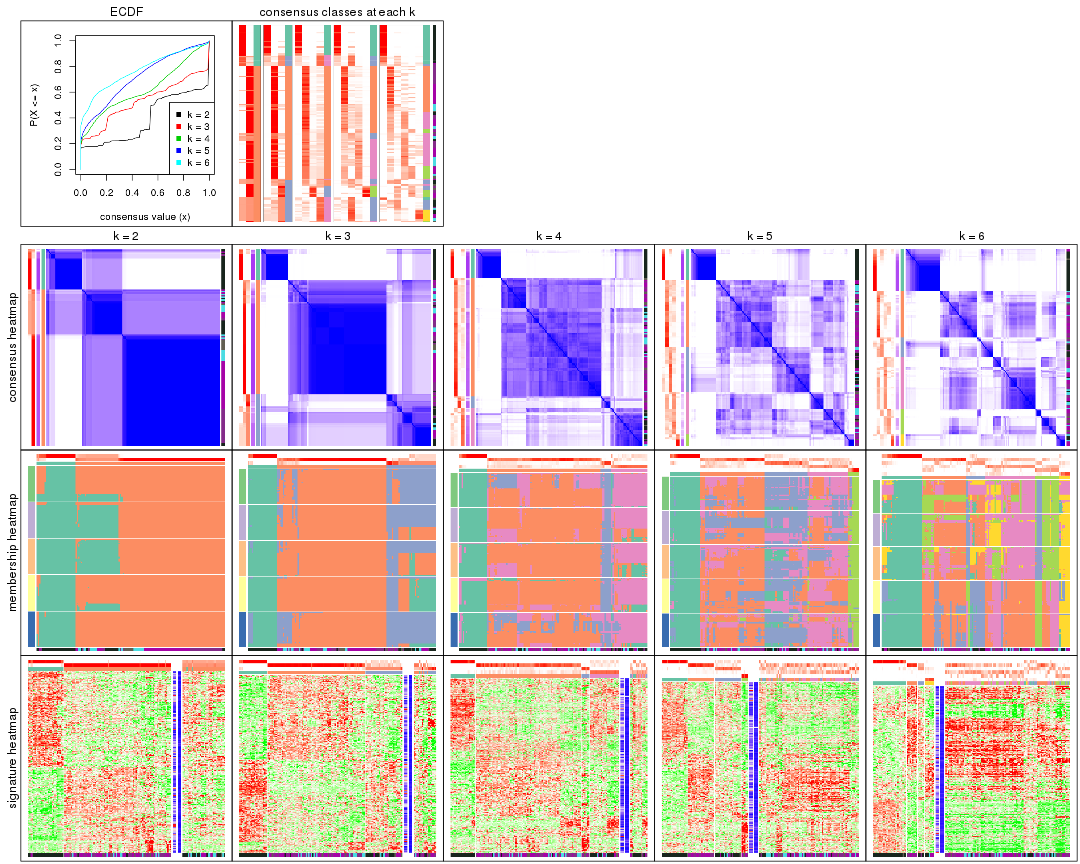 ECDF
consensus classes at each k
P(X <= x)
0.0 0.2 0.4 0.6 0.8 1.0
k = 2
k = 3
k = 4
k = 5
k = 6
0.0 0.2 0.4 0.6 0.8 1.0
consensus value (x)
k = 2
k = 3
k = 4
k = 5
k = 6
consensus heatmap
membership heatmap
signature heatmap